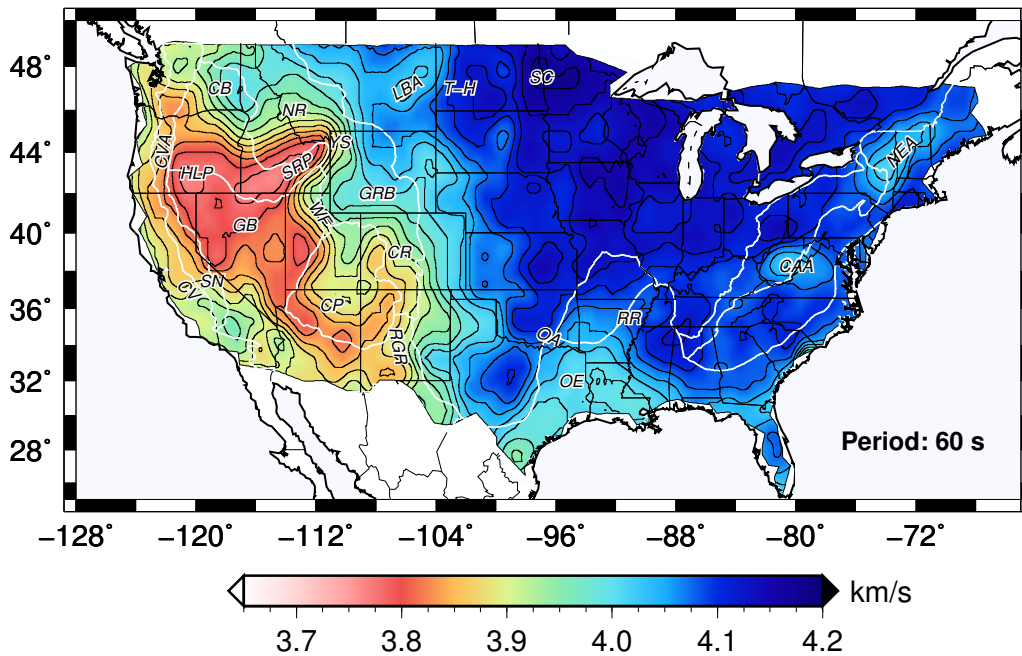 48°
44°
40°
36°
32°
28°
CB
LBA
T-H
SC
NR
CVA
YS
NEA
HLP
SRP
GRB
WF
GB
CR
CAA
SN
CV
CP
RGR
OA
RR
OE
Period: 60 s
−128° −120° −112° −104° −96° −88° −80° −72°
km/s
3.7 3.8 3.9 4.0 4.1 4.2